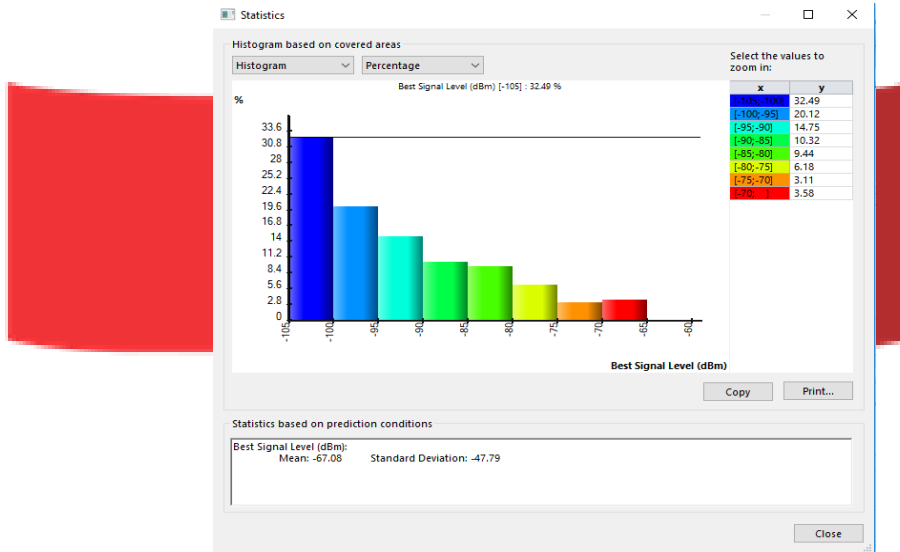 Statistics
Histogram based on covered areas
Histogram Percentage
Select the values to
zoom in:
Best Signal Level (dBm) [-105] : 32.49 %
%
x y
[-105;-100] 32.49
[-100;-95] 20.12
[-95;-90] 14.75
[-90;-85] 10.32
[-85;-80] 9.44
[-80;-75] 6.18
[-75;-70] 3.11
[-70; ] 3.58
33.6
30.8
28
25.2
22.4
19.6
16.8
14
11.2
8.4
5.6
2.8
0
-105 -100 -95 -90 -85 -80 -75 -70 -65 -60
Best Signal Level (dBm)
Copy Print...
Statistics based on prediction conditions
Best Signal Level (dBm):
Mean: -67.08 Standard Deviation: -47.79
Close